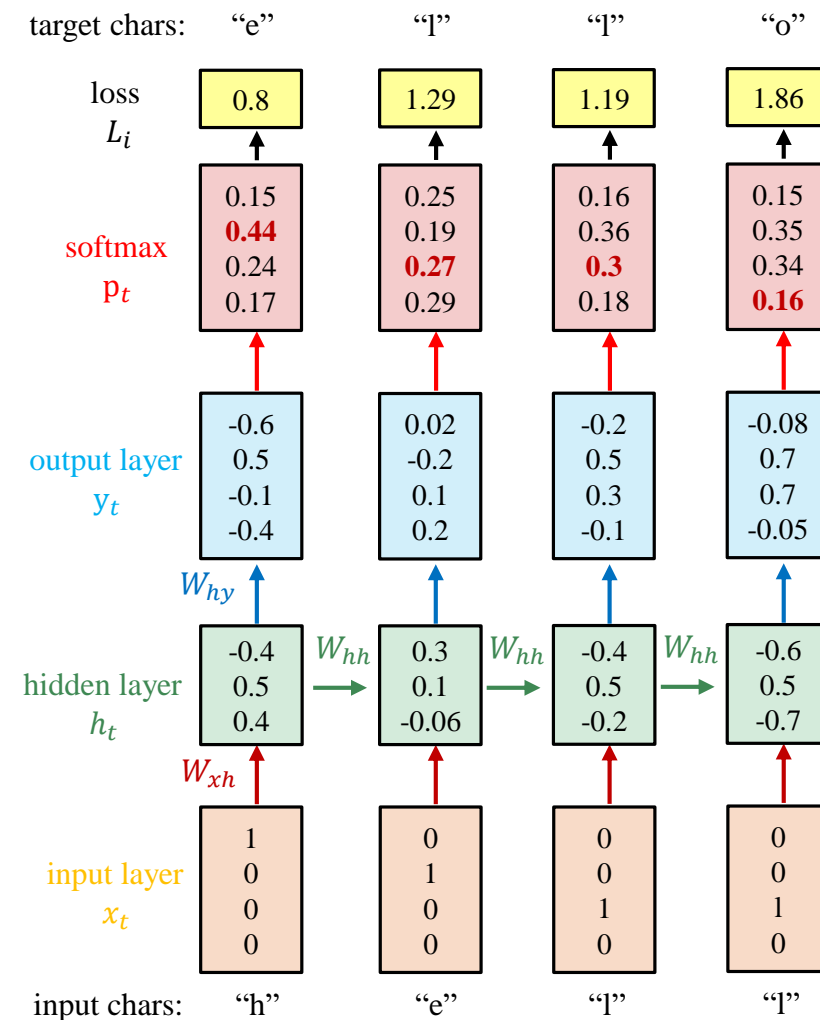 target chars: “e” “l” “l” “o”
loss
L_i
0.8 1.29 1.19 1.86
softmax
p_t
0.15 0.25 0.16 0.15
0.44 0.19 0.36 0.35
0.24 0.27 0.3 0.34
0.17 0.29 0.18 0.16
output layer
y_t
-0.6 0.02 -0.2 -0.08
0.5 -0.2 0.5 0.7
-0.1 0.1 0.3 0.7
-0.4 0.2 -0.1 -0.05
W_hy
W_hh W_hh W_hh
hidden layer
h_t
-0.4 0.3 -0.4 -0.6
0.5 0.1 0.5 0.5
0.4 -0.06 -0.2 -0.7
W_xh
input layer
x_t
1 0 0 0
0 1 0 0
0 0 1 1
0 0 0 0
input chars: “h” “e” “l” “l”